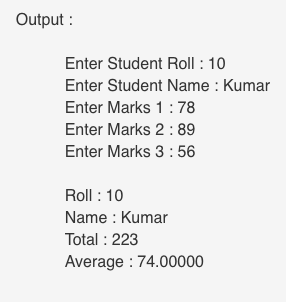 Output :
Enter Student Roll : 10
Enter Student Name : Kumar
Enter Marks 1 : 78
Enter Marks 2 : 89
Enter Marks 3 : 56
Roll : 10
Name : Kumar
Total : 223
Average : 74.00000